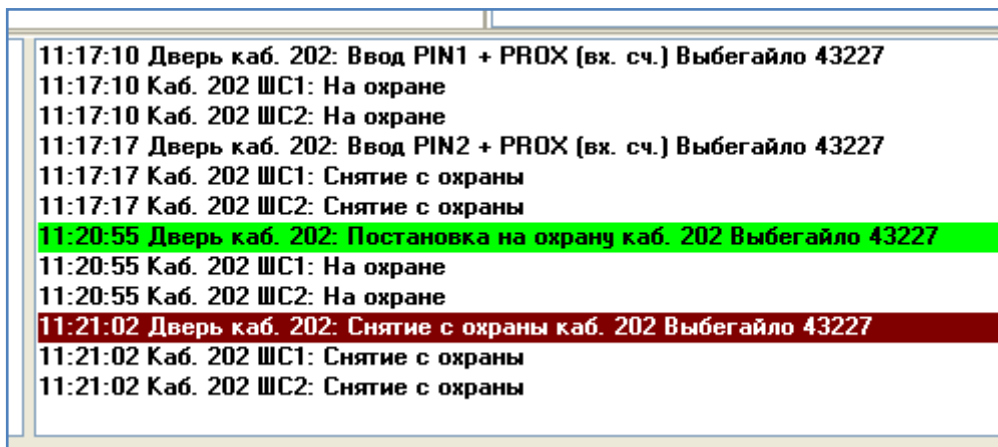 11:17:10 Дверь каб. 202: Ввод PIN1 + PROX (вх. сч.) Выбегайло 43227
11:17:10 Каб. 202 ШС1: На охране
11:17:10 Каб. 202 ШС2: На охране
11:17:17 Дверь каб. 202: Ввод PIN2 + PROX (вх. сч.) Выбегайло 43227
11:17:17 Каб. 202 ШС1: Снятие с охраны
11:17:17 Каб. 202 ШС2: Снятие с охраны
11:20:55 Дверь каб. 202: Постановка на охрану каб. 202 Выбегайло 43227
11:20:55 Каб. 202 ШС1: На охране
11:20:55 Каб. 202 ШС2: На охране
11:21:02 Дверь каб. 202: Снятие с охраны каб. 202 Выбегайло 43227
11:21:02 Каб. 202 ШС1: Снятие с охраны
11:21:02 Каб. 202 ШС2: Снятие с охраны